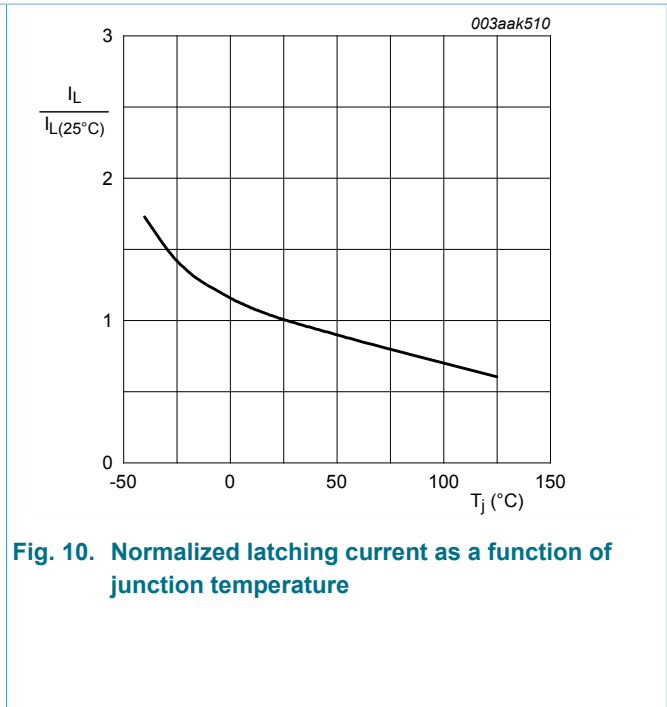 003aak510
3
I_L
I_L(25°C)
2
1
0
-50 0 50 100 150
T_j (°C)
Fig. 10. Normalized latching current as a function of
junction temperature